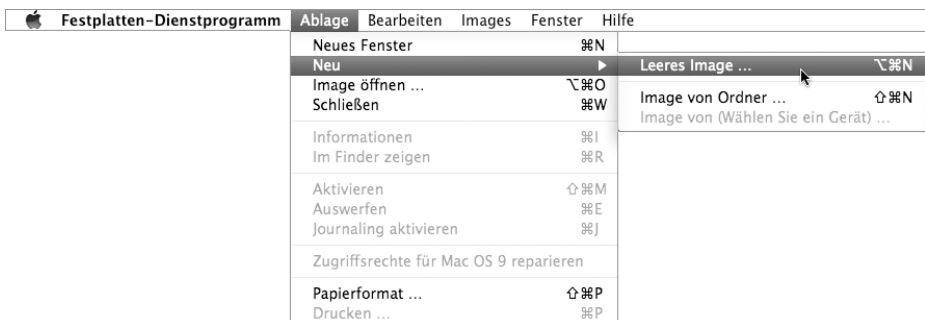 Festplatten-Dienstprogramm Ablage Bearbeiten Images Fenster Hilfe
Neues Fenster ⌘N
Neu ▶
Image öffnen ... ⌥⌘O
Schließen ⌘W
Informationen ⌘I
Im Finder zeigen ⌘R
Aktivieren ⇧⌘M
Auswerfen ⌘E
Journaling aktivieren ⌘J
Zugriffsrechte für Mac OS 9 reparieren
Papierformat ... ⇧⌘P
Drucken ... ⌘P
Leeres Image ... ⌥⌘N
Image von Ordner ... ⇧⌘N
Image von (Wählen Sie ein Gerät) ...